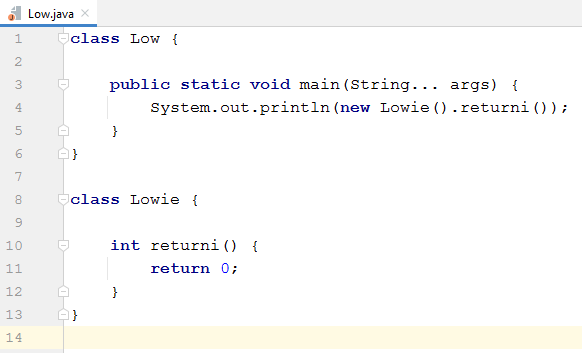 Low.java
1 class Low {
2
3     public static void main(String... args) {
4         System.out.println(new Lowie().returni());
5     }
6 }
7
8 class Lowie {
9
10     int returni() {
11         return 0;
12     }
13 }
14